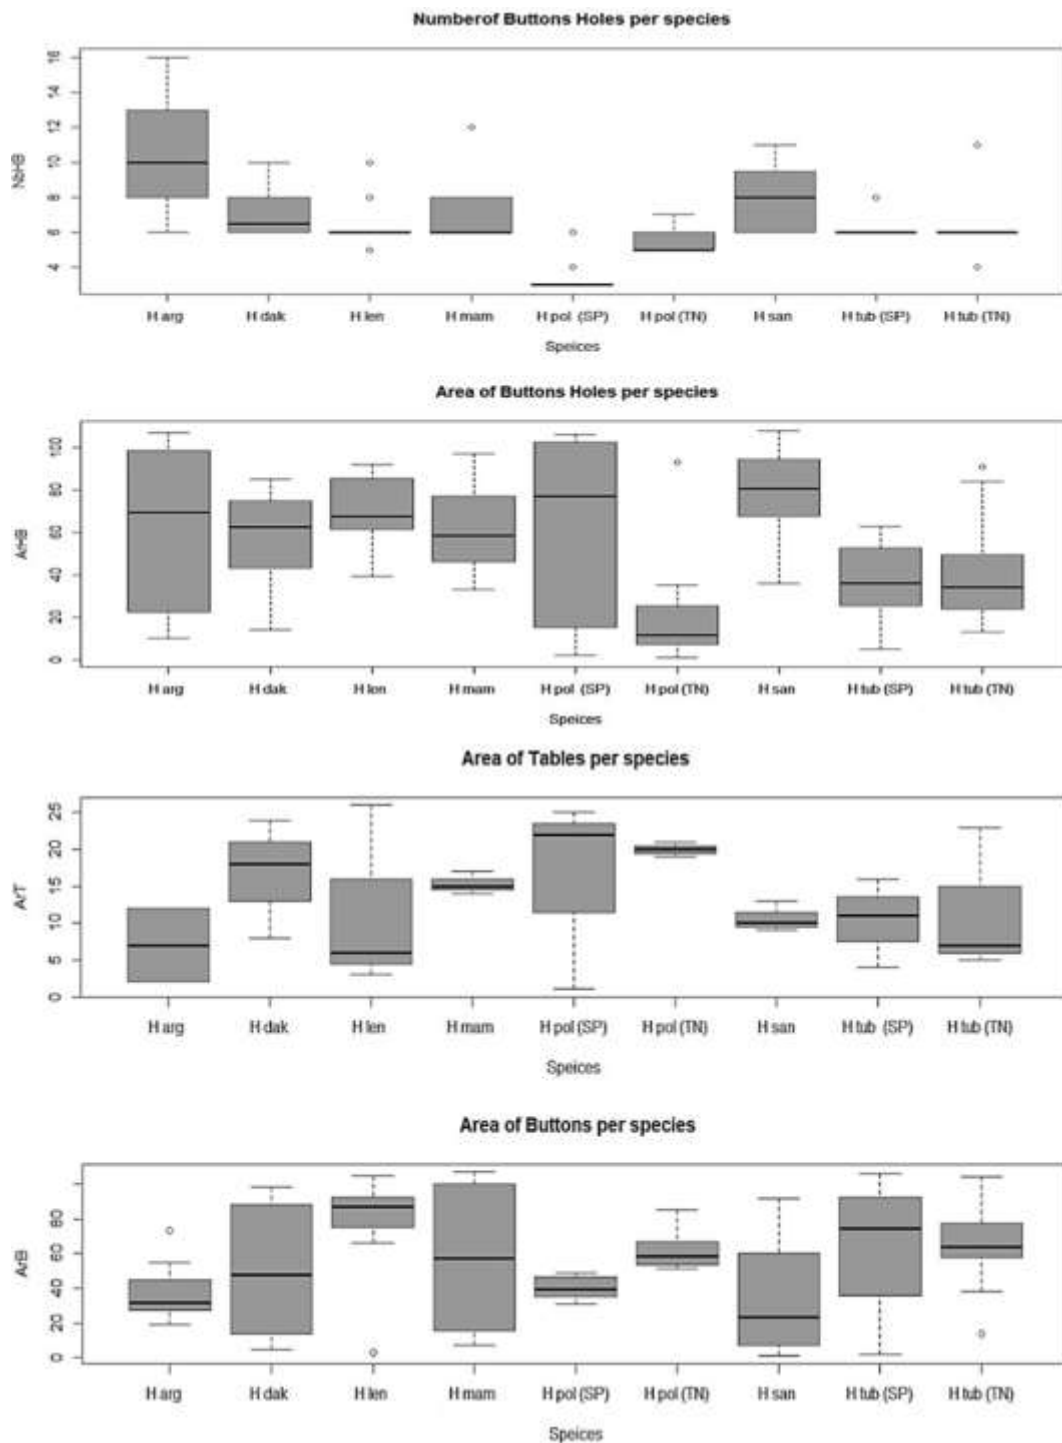 Numberof Buttons Holes per species
NbHB
16
14
12
10
8
6
4
H arg H dak H len H mam H pol (SP) H pol (TN) H san H tub (SP) H tub (TN)
Speices
Area of Buttons Holes per species
ArHB
100
80
60
40
20
0
H arg H dak H len H mam H pol (SP) H pol (TN) H san H tub (SP) H tub (TN)
Speices
Area of Tables per species
ArT
25
20
15
10
5
0
H arg H dak H len H mam H pol (SP) H pol (TN) H san H tub (SP) H tub (TN)
Speices
Area of Buttons per species
ArB
80
60
40
20
0
H arg H dak H len H mam H pol (SP) H pol (TN) H san H tub (SP) H tub (TN)
Speices